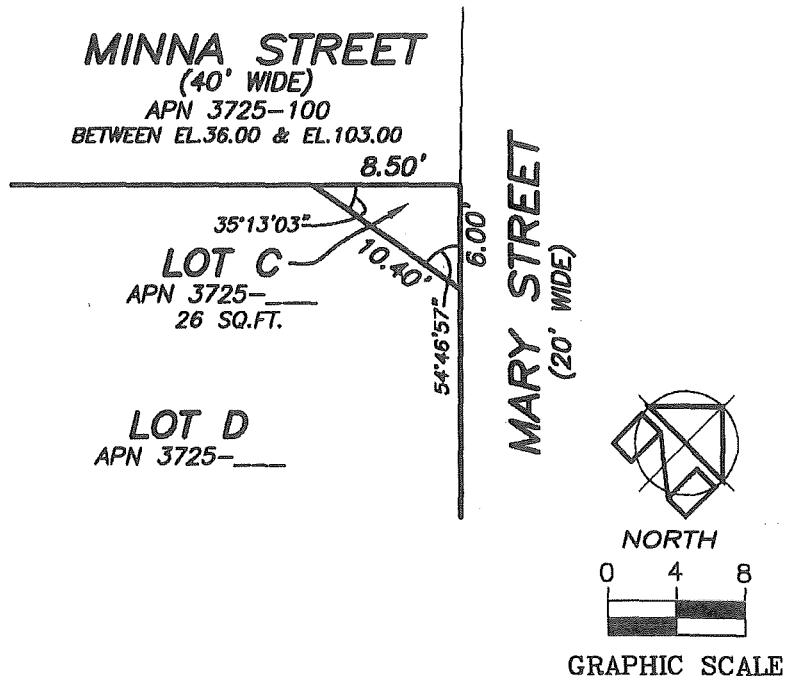 MINNA STREET
(40' WIDE)
APN 3725-100
BETWEEN EL.36.00 & EL.103.00
8.50'
35°13'03"
10.40'
6.00'
54°46'57"
LOT C
APN 3725-___
26 SQ.FT.
MARY STREET
(20' WIDE)
LOT D
APN 3725-___
NORTH
0 4 8
GRAPHIC SCALE